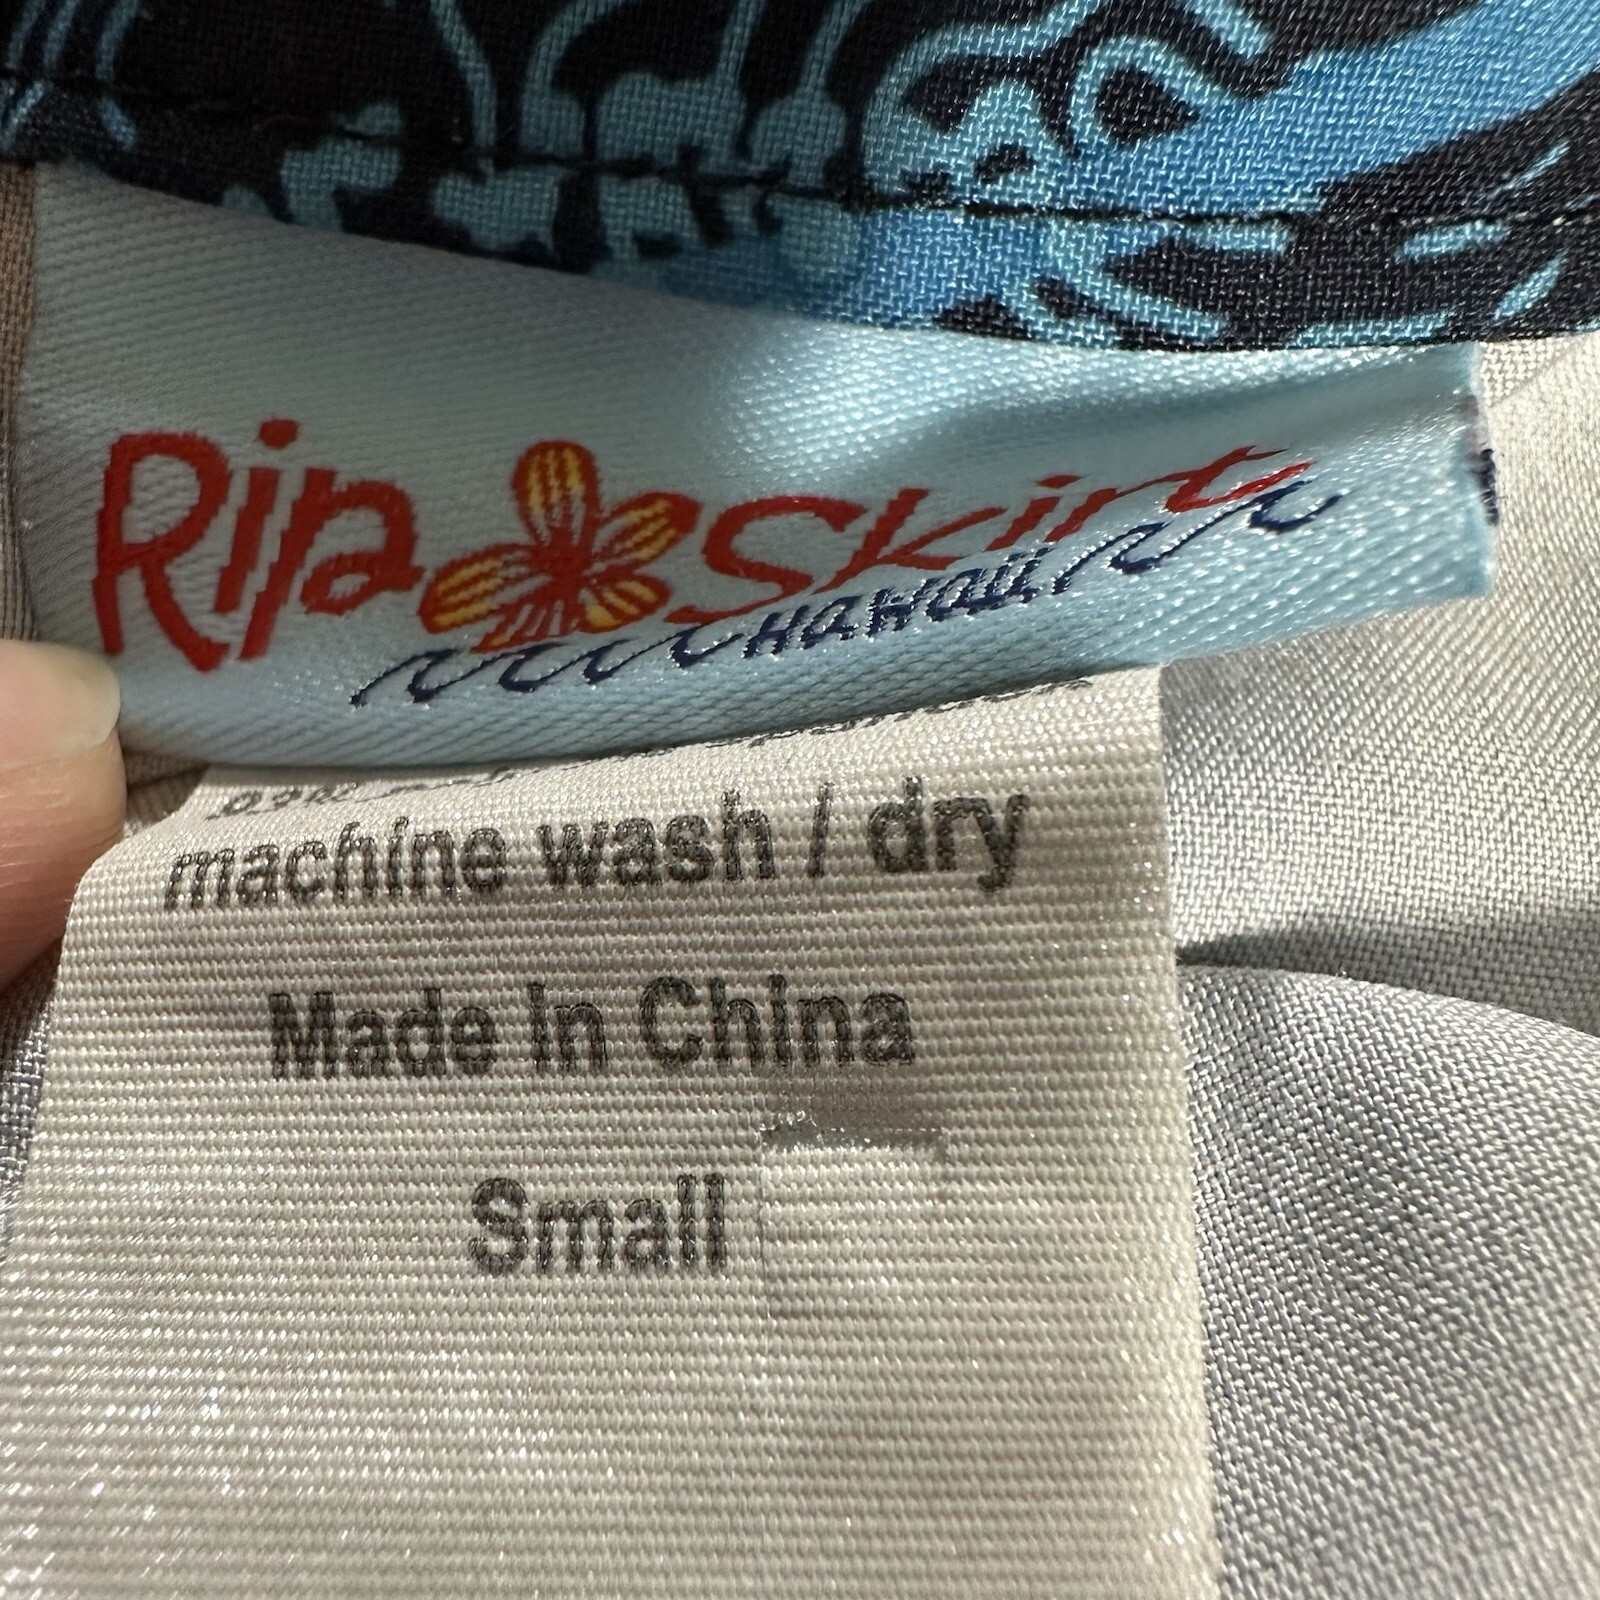 Rip Skirt
Hawaii
machine wash / dry
Made In China
Small